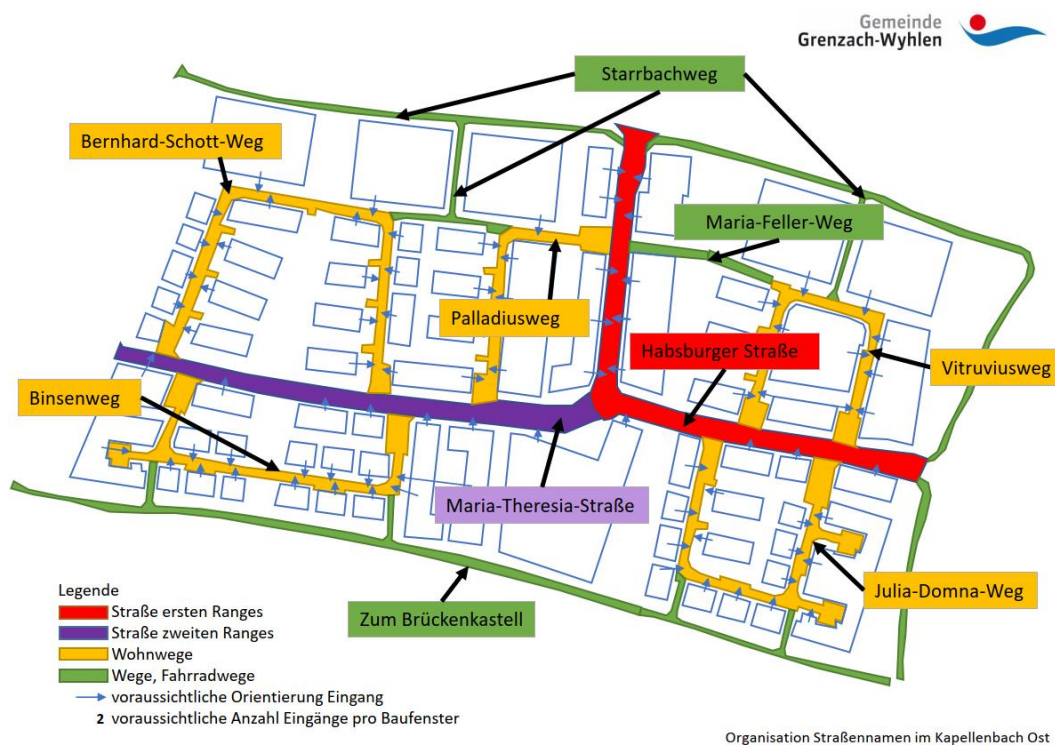 Gemeinde
Grenzach-Wyhlen
Starrbachweg
Bernhard-Schott-Weg
Maria-Feller-Weg
Palladiusweg
Habsburger Straße
Vitruviusweg
Binsenweg
Maria-Theresia-Straße
Julia-Domna-Weg
Zum Brückenkastell
Legende
Straße ersten Ranges
Straße zweiten Ranges
Wohnwege
Wege, Fahrradwege
voraussichtliche Orientierung Eingang
2 voraussichtliche Anzahl Eingänge pro Baufenster
Organisation Straßennamen im Kapellenbach Ost